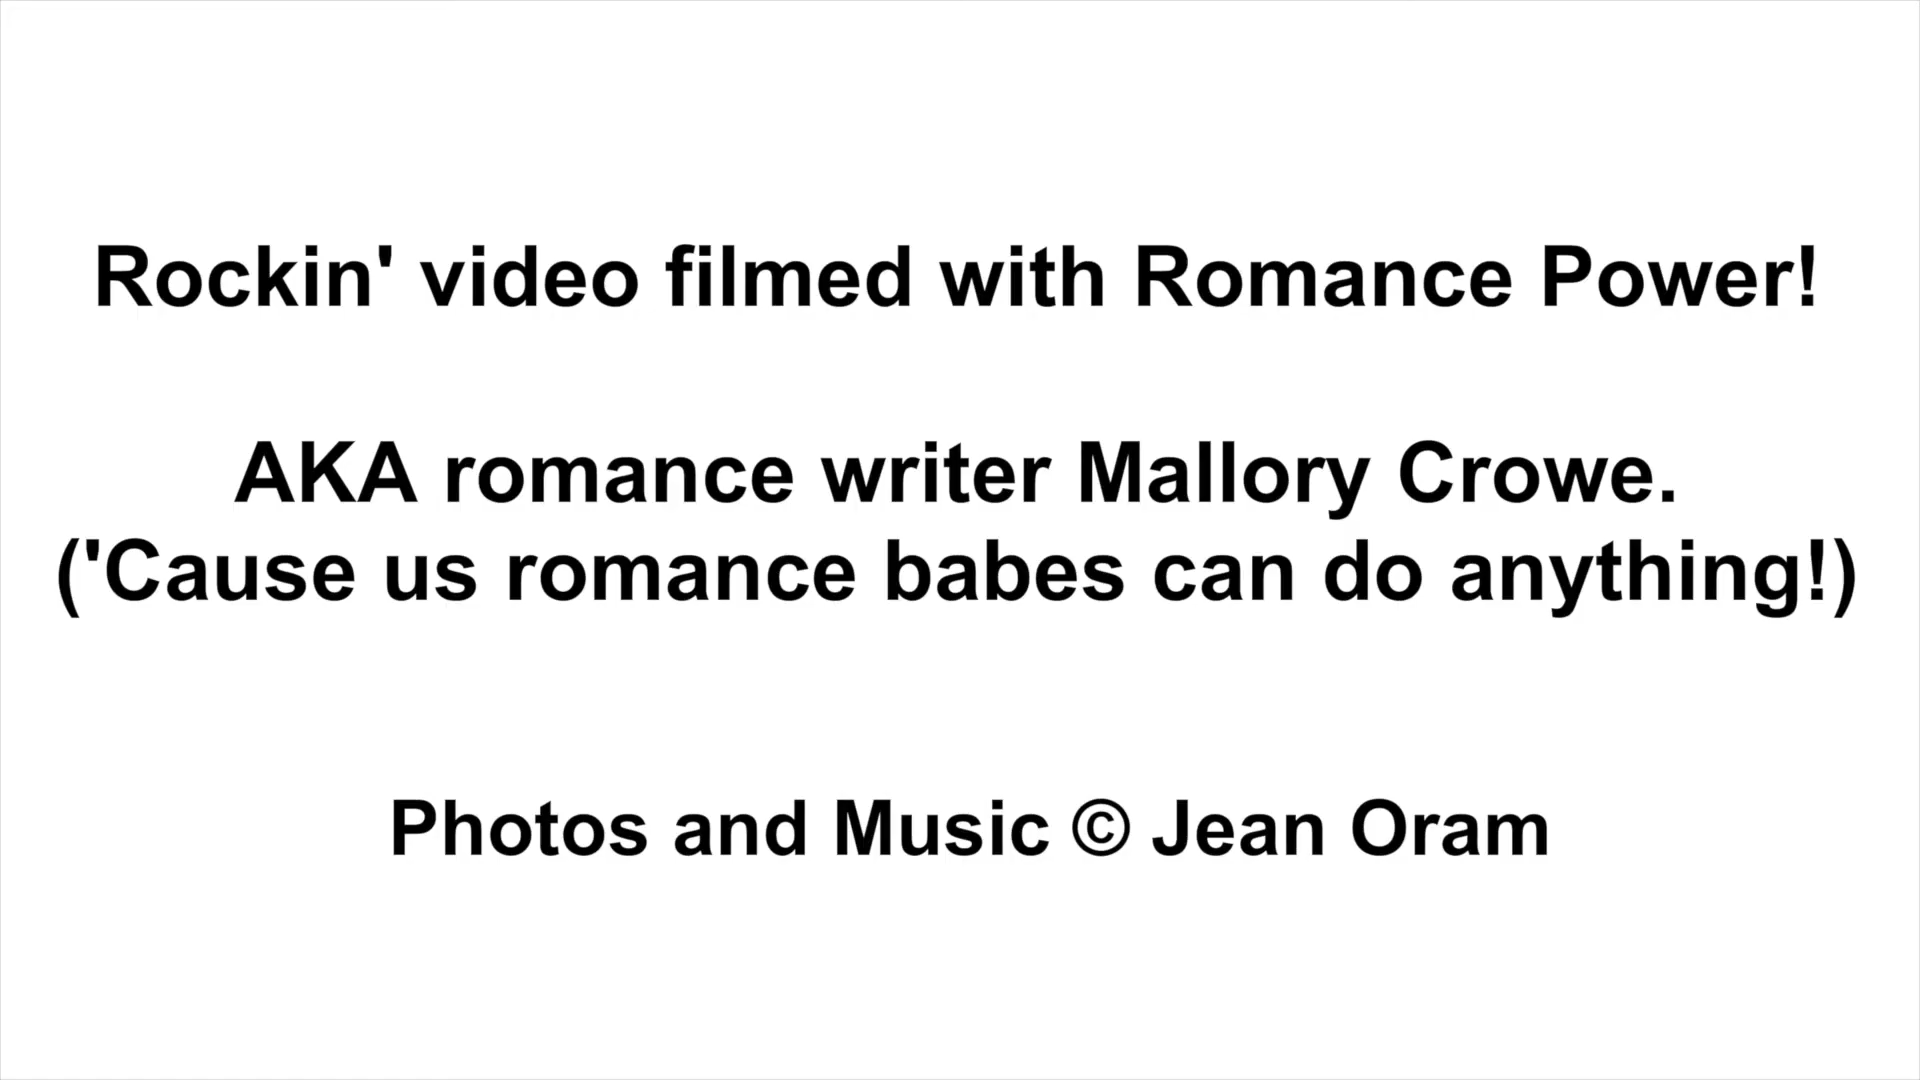 Rockin' video filmed with Romance Power!
AKA romance writer Mallory Crowe.
('Cause us romance babes can do anything!)
Photos and Music © Jean Oram